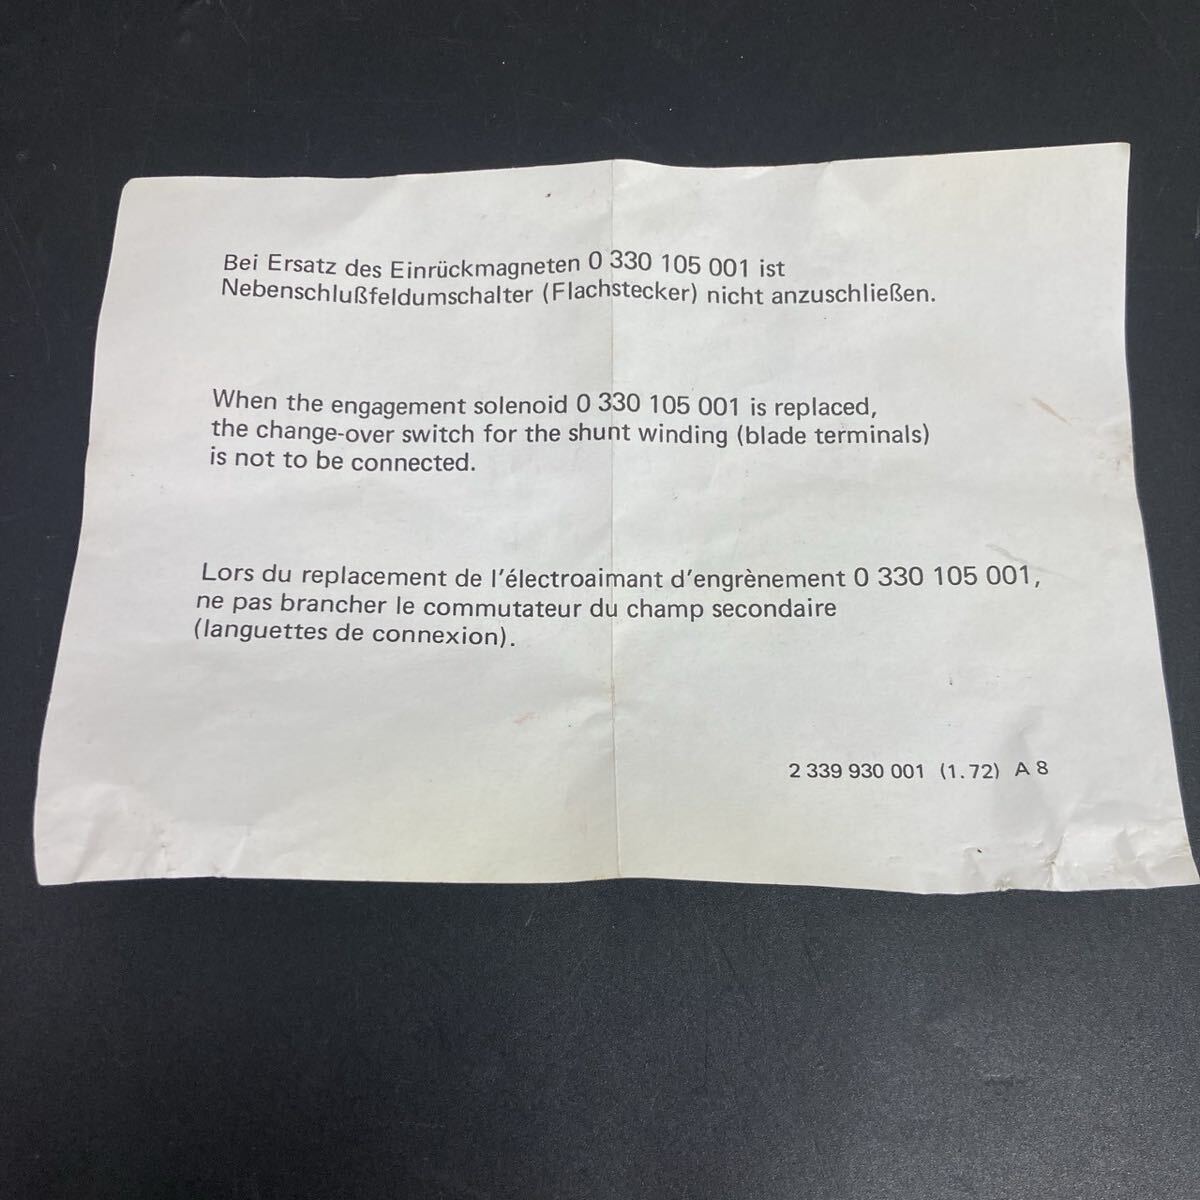 Bei Ersatz des Einrückmagneten 0 330 105 001 ist
Nebenschlußfeldumschalter (Flachstecker) nicht anzuschließen.
When the engagement solenoid 0 330 105 001 is replaced,
the change-over switch for the shunt winding (blade terminals)
is not to be connected.
Lors du replacement de l'électroaimant d'engrènement 0 330 105 001,
ne pas brancher le commutateur du champ secondaire
(languettes de connexion).
2 339 930 001 (1.72) A 8